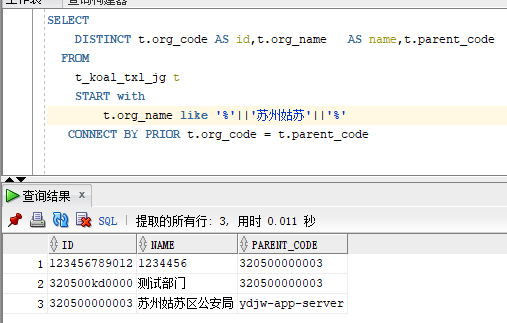 SELECT
DISTINCT t.org_code AS id,t.org_name AS name,t.parent_code
FROM
t_koal_txl_jg t
START with
t.org_name like '%'||'苏州姑苏'||'%'
CONNECT BY PRIOR t.org_code = t.parent_code
查询结果 x
SQL | 提取的所有行: 3, 用时 0.011 秒
ID NAME PARENT_CODE
1 123456789012 1234456 320500000003
2 320500kd0000 测试部门 320500000003
3 320500000003 苏州姑苏区公安局 ydjw-app-server